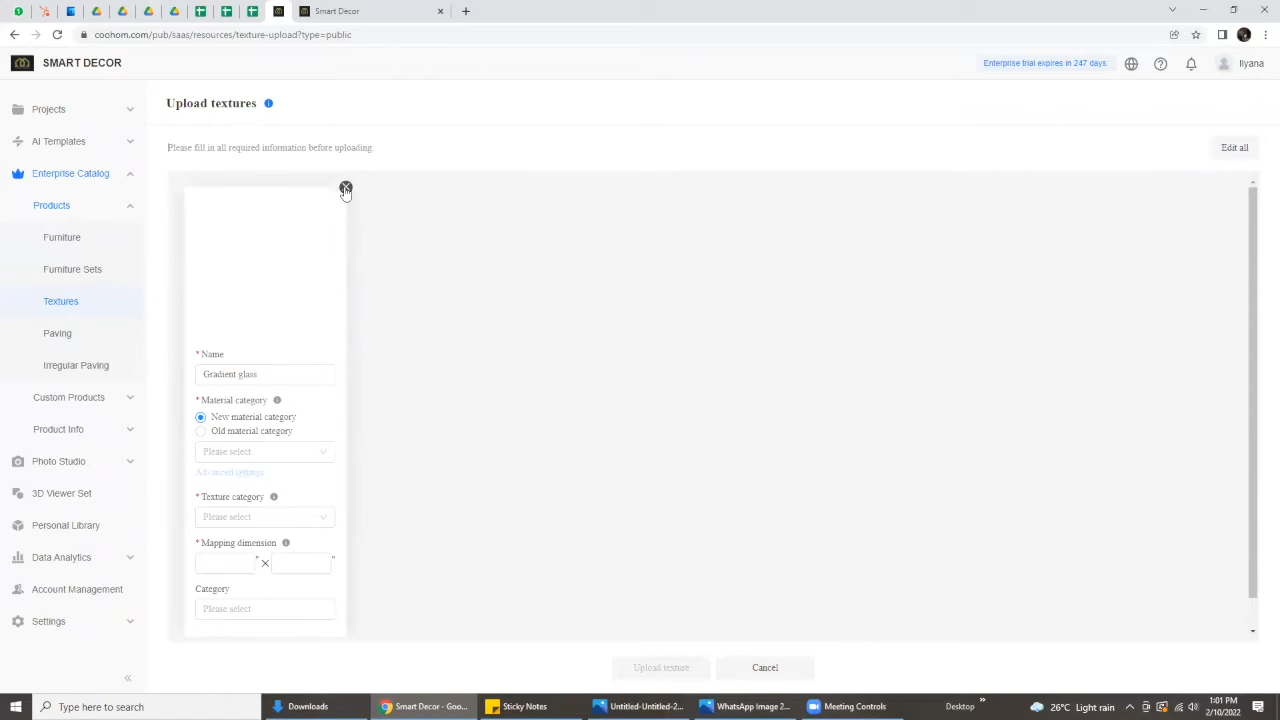 Smart Decor
coohom.com/pub/saas/resources/texture-upload?type=public
SMART DECOR
Enterprise trial expires in 247 days.
Ilyana
Projects
AI Templates
Enterprise Catalog
Products
Furniture
Furniture Sets
Textures
Paving
Irregular Paving
Custom Products
Product Info
Photo Studio
3D Viewer Set
Personal Library
Data Analytics
Account Management
Settings
«
Upload textures
Please fill in all required information before uploading.
Edit all
* Name
Gradient glass
* Material category
New material category
Old material category
Please select
Advanced settings
* Texture category
Please select
* Mapping dimension
" X "
Category
Please select
Upload texture
Cancel
Type here to search
Downloads
Smart Decor - Goo...
Sticky Notes
Untitled-Untitled-2...
WhatsApp Image 2...
Meeting Controls
Desktop
»
26°C Light rain
1:01 PM
2/10/2022